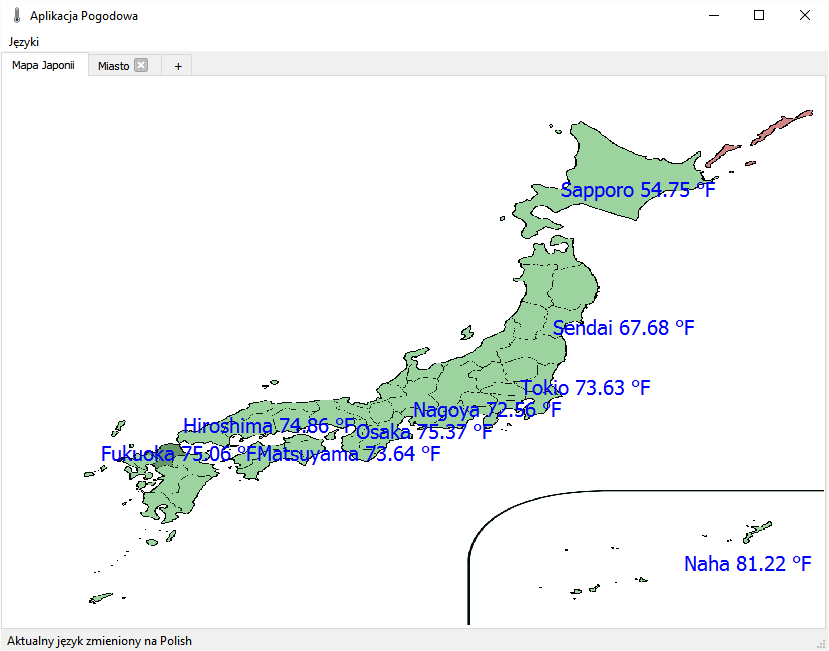 Aplikacja Pogodowa
Języki
Mapa Japonii
Miasto
+
Sapporo 54.75 °F
Sendai 67.68 °F
Tokio 73.63 °F
Nagoya 72.56 °F
Hiroshima 74.86 °F
Osaka 75.37 °F
Fukuoka 75.06 °F
Matsuyama 73.64 °F
Naha 81.22 °F
Aktualny język zmieniony na Polish